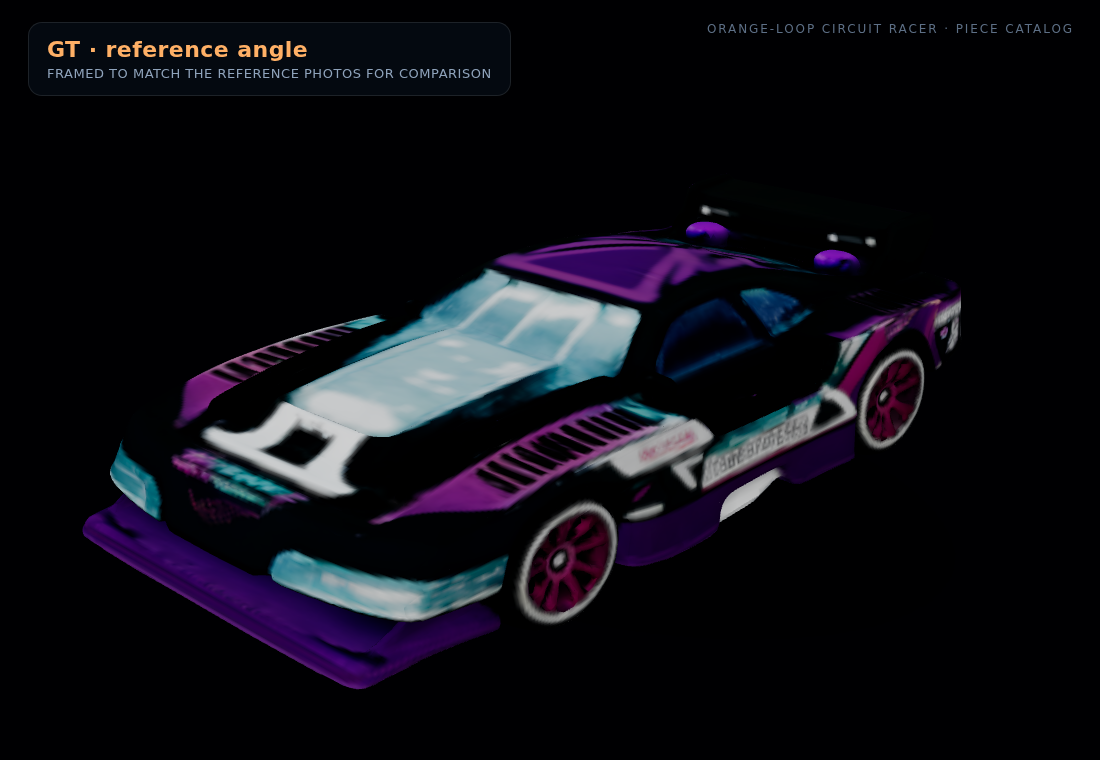 GT · reference angle
FRAMED TO MATCH THE REFERENCE PHOTOS FOR COMPARISON
ORANGE-LOOP CIRCUIT RACER · PIECE CATALOG